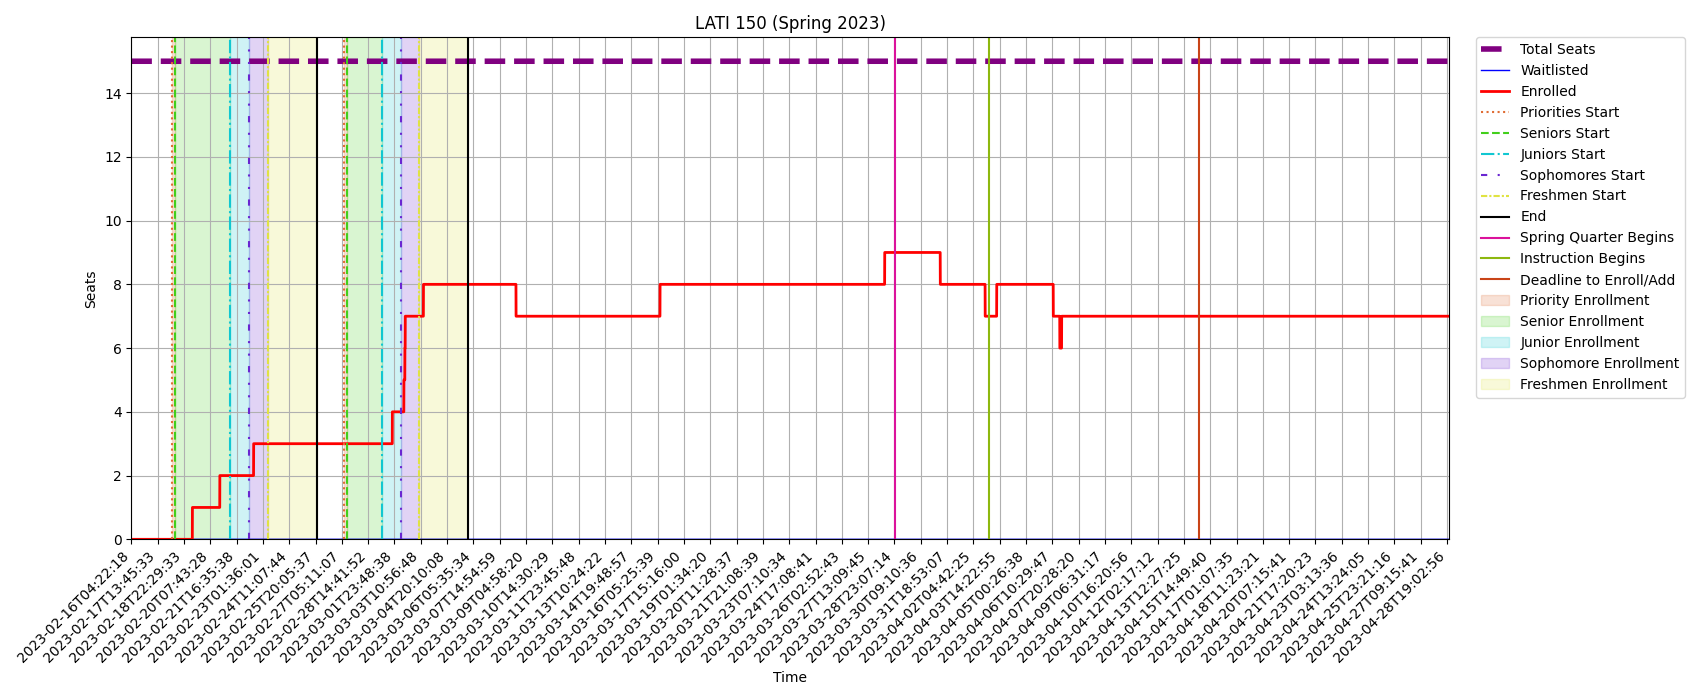 LATI 150 (Spring 2023)
Seats
14
12
10
8
6
4
2
0
2023-02-16T04:22:18
2023-02-17T13:45:33
2023-02-18T22:29:33
2023-02-20T07:43:28
2023-02-21T16:35:38
2023-02-23T01:36:01
2023-02-24T11:07:44
2023-02-25T20:05:37
2023-02-27T05:11:07
2023-02-28T14:41:52
2023-03-01T23:48:38
2023-03-03T10:56:48
2023-03-04T20:10:08
2023-03-06T05:35:34
2023-03-07T14:54:59
2023-03-09T04:58:20
2023-03-10T14:30:29
2023-03-11T23:45:48
2023-03-13T10:24:22
2023-03-14T19:48:57
2023-03-16T05:25:39
2023-03-17T15:16:00
2023-03-19T01:34:20
2023-03-20T11:28:37
2023-03-21T21:08:39
2023-03-23T07:10:34
2023-03-24T17:08:41
2023-03-26T02:52:43
2023-03-27T13:09:45
2023-03-28T23:07:14
2023-03-30T09:10:36
2023-03-31T18:53:07
2023-04-02T04:42:25
2023-04-03T14:22:55
2023-04-05T00:26:38
2023-04-06T10:29:47
2023-04-07T20:28:20
2023-04-09T06:31:17
2023-04-10T16:20:56
2023-04-12T02:17:12
2023-04-13T12:27:25
2023-04-15T14:49:40
2023-04-17T01:07:35
2023-04-18T11:23:21
2023-04-20T07:15:41
2023-04-21T17:20:23
2023-04-23T03:13:36
2023-04-24T13:24:05
2023-04-25T23:21:16
2023-04-27T09:15:41
2023-04-28T19:02:56
Time
Total Seats
Waitlisted
Enrolled
Priorities Start
Seniors Start
Juniors Start
Sophomores Start
Freshmen Start
End
Spring Quarter Begins
Instruction Begins
Deadline to Enroll/Add
Priority Enrollment
Senior Enrollment
Junior Enrollment
Sophomore Enrollment
Freshmen Enrollment